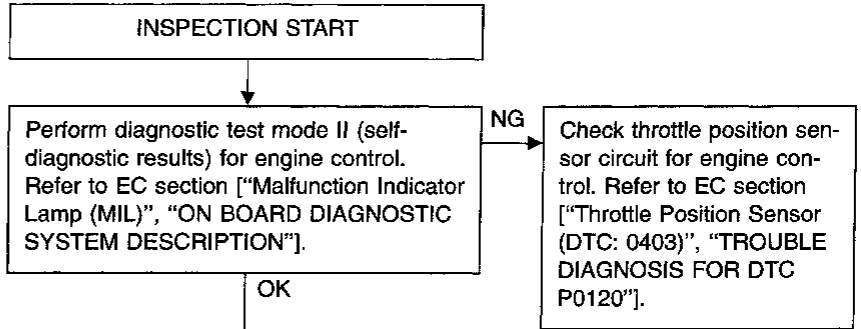 INSPECTION START
Perform diagnostic test mode II (self-
diagnostic results) for engine control.
Refer to EC section ["Malfunction Indicator
Lamp (MIL)", "ON BOARD DIAGNOSTIC
SYSTEM DESCRIPTION"].
NG
Check throttle position sen-
sor circuit for engine con-
trol. Refer to EC section
["Throttle Position Sensor
(DTC: 0403)", "TROUBLE
DIAGNOSIS FOR DTC
P0120"].
OK